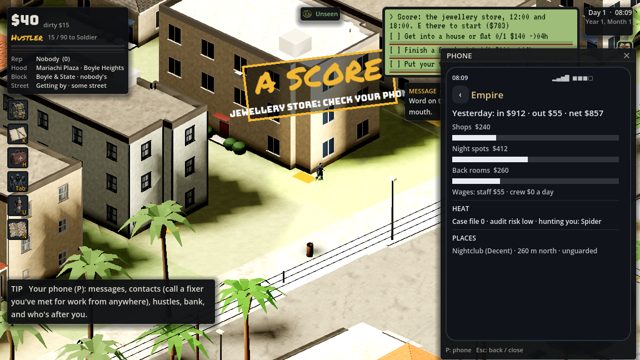 $40 dirty $15
HUSTLER 15 / 90 to Soldier
Rep Nobody (0)
Hood Mariachi Plaza · Boyle Heights
Block Boyle & State · nobody's
Street Getting by · some street
H
Tab
U
Unseen
> Score: the jewellery store, 12:00 and
18:00. E there to start ($783)
[ ] Get into a house or flat 0/1 $140
[ ] Finish a
[ ] Put your
Day 1 · 08:09
Year 1, Month 1
A SCORE
JEWELLERY STORE: CHECK YOUR PHO
MESSAGE
Word on t
mouth.
PHONE
08:09
Empire
Yesterday: in $912 · out $55 · net $857
Shops $240
Night spots $412
Back rooms $260
Wages: staff $55 · crew $0 a day
HEAT
Case file 0 · audit risk low · hunting you: Spider
PLACES
Nightclub (Decent) · 260 m north · unguarded
P: phone Esc: back / close
TIP Your phone (P): messages, contacts (call a fixer
you've met for work from anywhere), hustles, bank,
and who's after you.